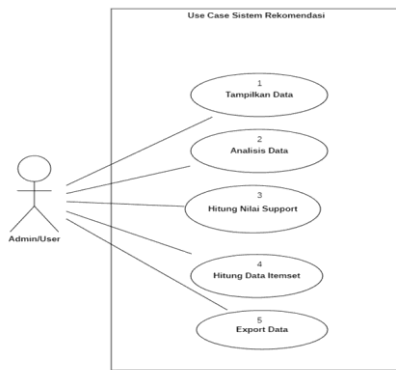 Use Case Sistem Rekomendasi
1
Tampilkan Data
2
Analisis Data
3
Hitung Nilai Support
4
Hitung Data Itemset
5
Export Data
Admin/User